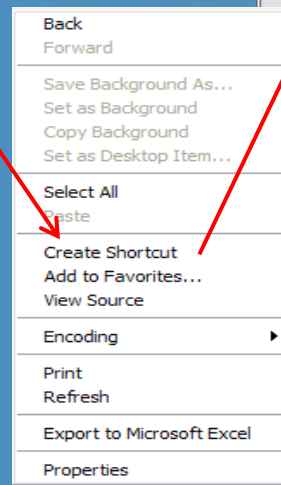 Back
Forward
Save Background As...
Set as Background
Copy Background
Set as Desktop Item...
Select All
Paste
Create Shortcut
Add to Favorites...
View Source
Encoding
Print
Refresh
Export to Microsoft Excel
Properties